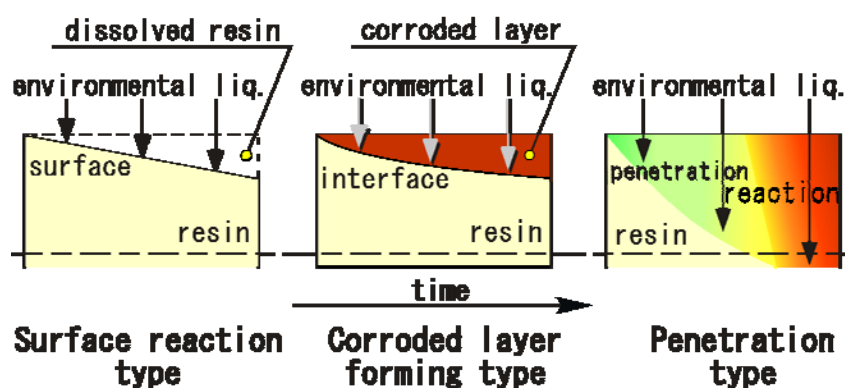 dissolved resin
corroded layer
environmental liq.
environmental liq.
environmental liq.
surface
interface
penetration
reaction
resin
resin
resin
time
Surface reaction
type
Corroded layer
forming type
Penetration
type